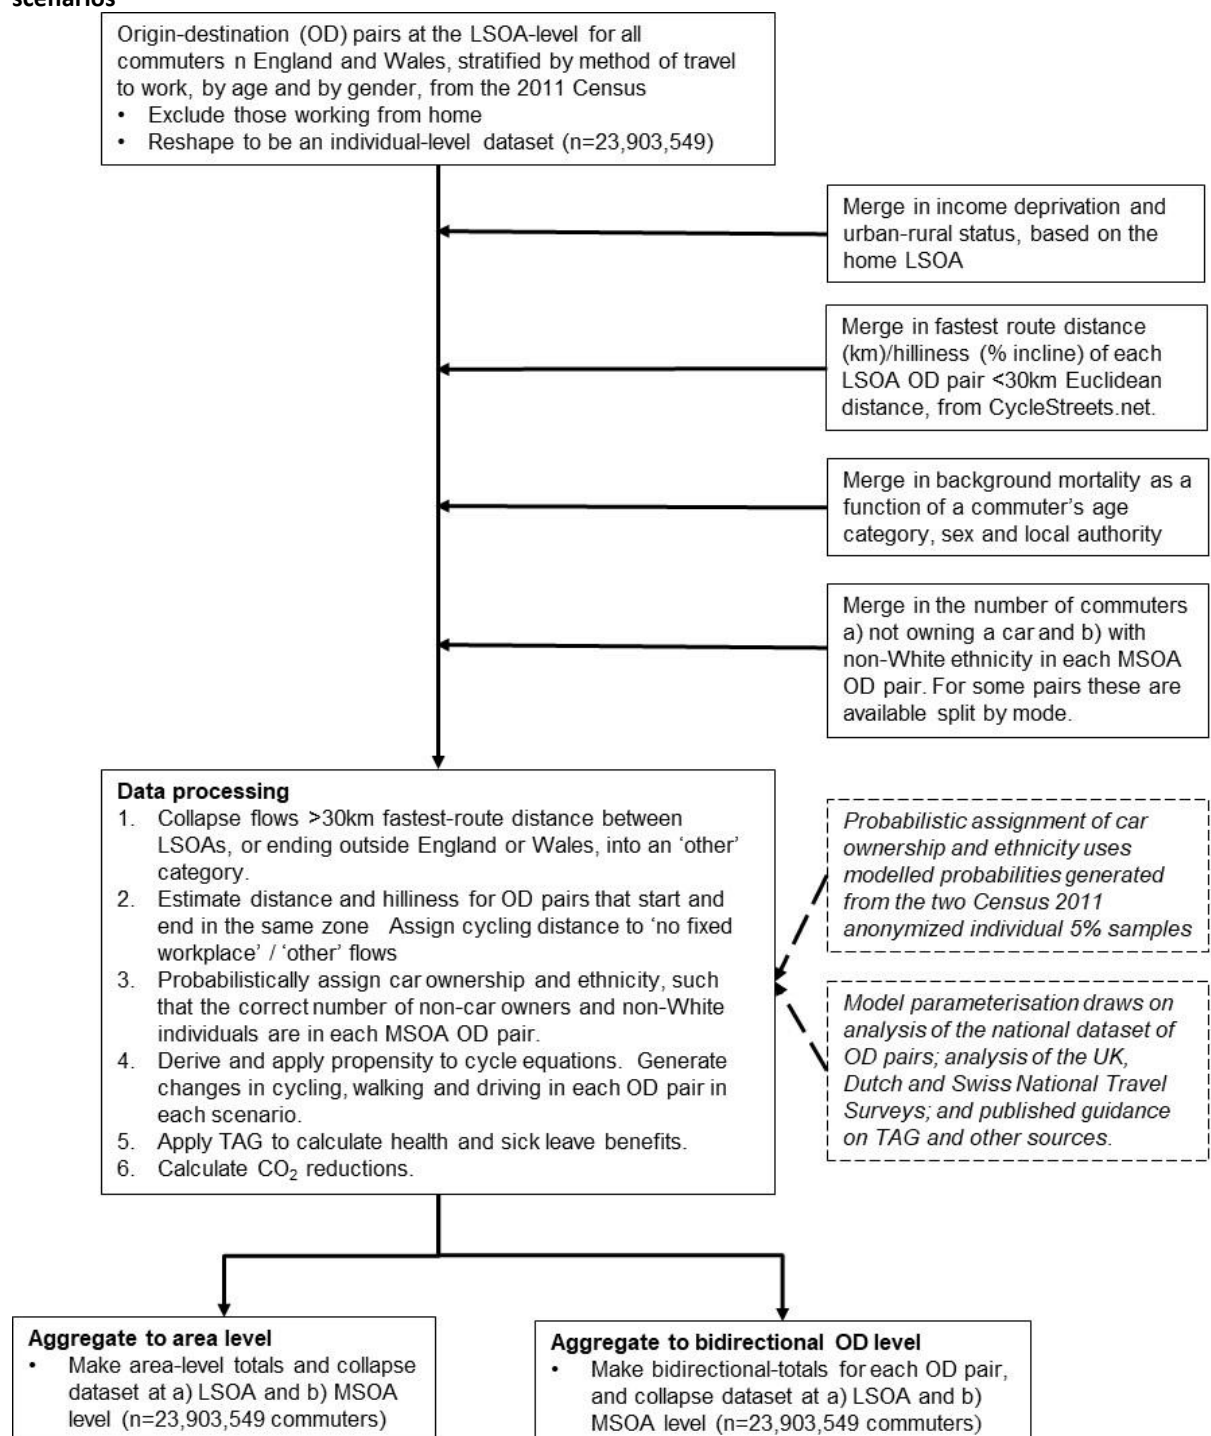 scenarios
Origin-destination (OD) pairs at the LSOA-level for all
commuters n England and Wales, stratified by method of travel
to work, by age and by gender, from the 2011 Census
• Exclude those working from home
• Reshape to be an individual-level dataset (n=23,903,549)
Merge in income deprivation and
urban-rural status, based on the
home LSOA
Merge in fastest route distance
(km)/hilliness (% incline) of each
LSOA OD pair <30km Euclidean
distance, from CycleStreets.net.
Merge in background mortality as a
function of a commuter's age
category, sex and local authority
Merge in the number of commuters
a) not owning a car and b) with
non-White ethnicity in each MSOA
OD pair. For some pairs these are
available split by mode.
Data processing
1. Collapse flows >30km fastest-route distance between
LSOAs, or ending outside England or Wales, into an 'other'
category.
2. Estimate distance and hilliness for OD pairs that start and
end in the same zone Assign cycling distance to 'no fixed
workplace' / 'other' flows
3. Probabilistically assign car ownership and ethnicity, such
that the correct number of non-car owners and non-White
individuals are in each MSOA OD pair.
4. Derive and apply propensity to cycle equations. Generate
changes in cycling, walking and driving in each OD pair in
each scenario.
5. Apply TAG to calculate health and sick leave benefits.
6. Calculate CO₂ reductions.
Probabilistic assignment of car
ownership and ethnicity uses
modelled probabilities generated
from the two Census 2011
anonymized individual 5% samples
Model parameterisation draws on
analysis of the national dataset of
OD pairs; analysis of the UK,
Dutch and Swiss National Travel
Surveys; and published guidance
on TAG and other sources.
Aggregate to area level
• Make area-level totals and collapse
dataset at a) LSOA and b) MSOA
level (n=23,903,549 commuters)
Aggregate to bidirectional OD level
• Make bidirectional-totals for each OD pair,
and collapse dataset at a) LSOA and b)
MSOA level (n=23,903,549 commuters)